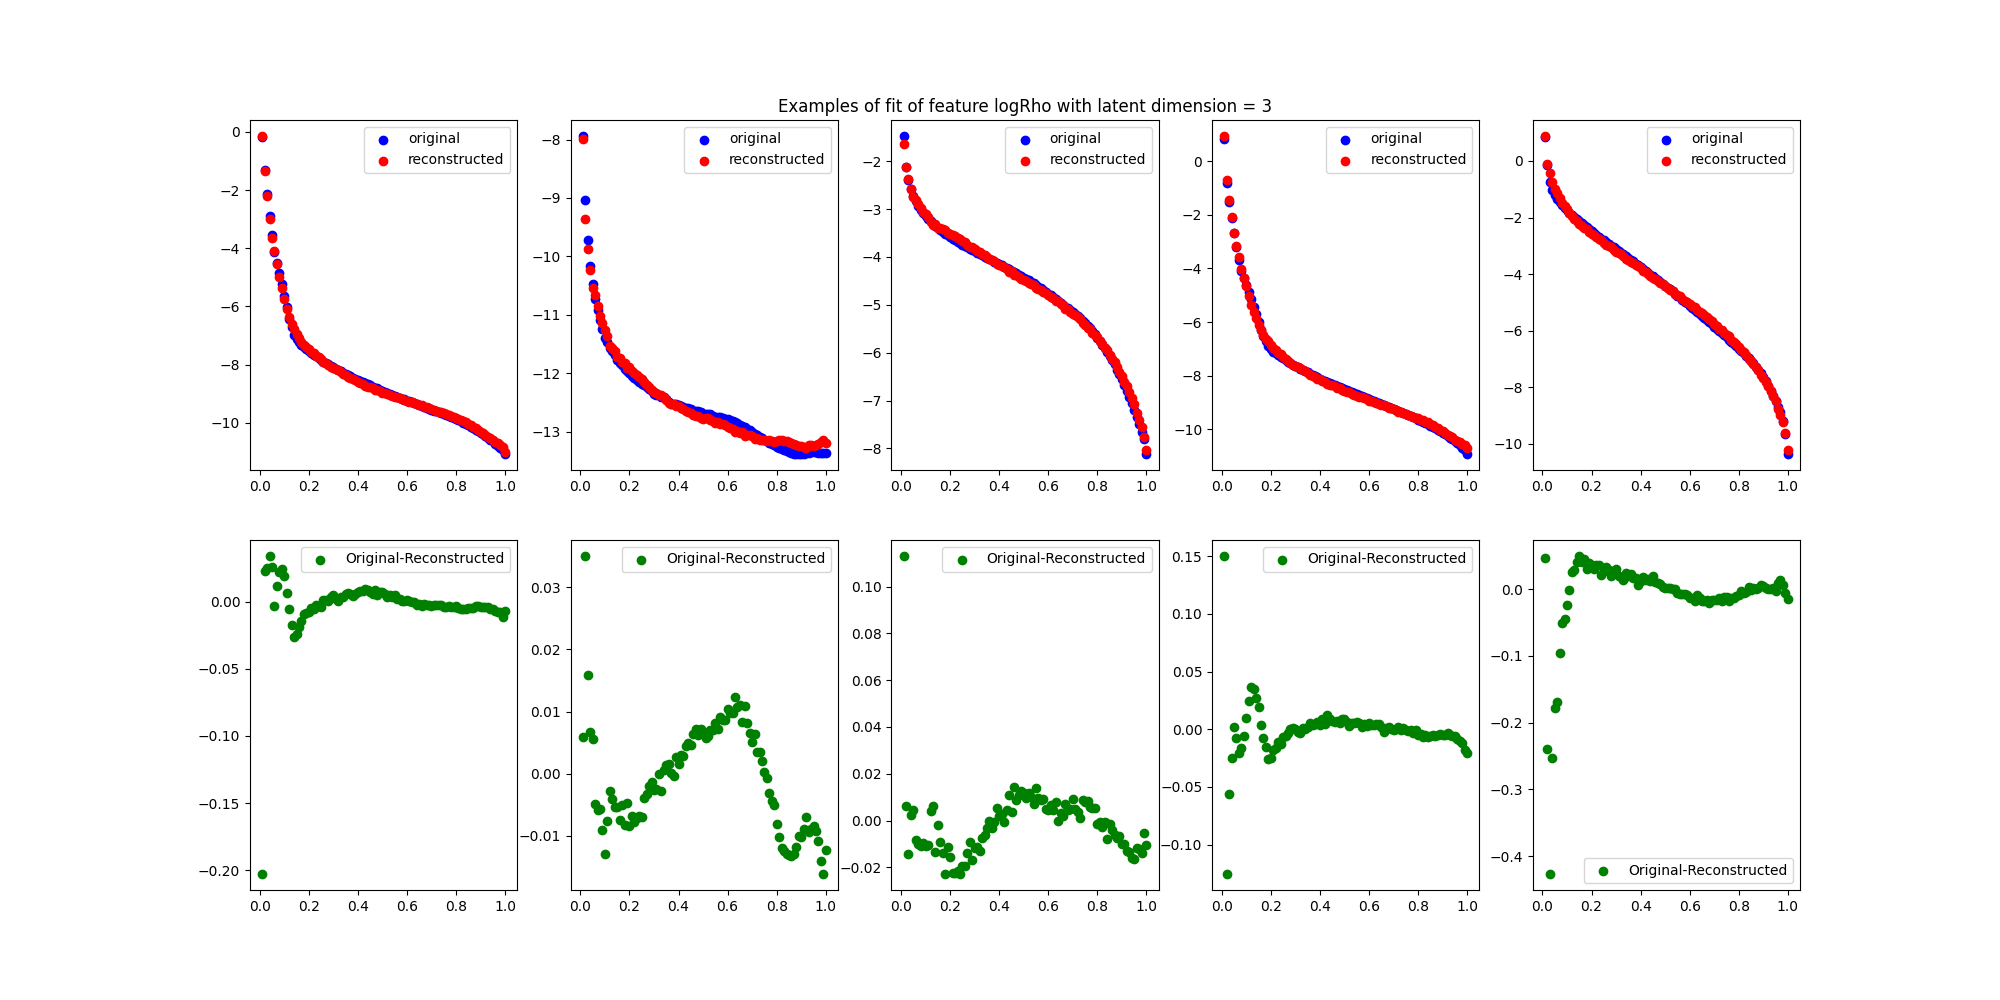 Examples of fit of feature logRho with latent dimension = 3
original
reconstructed
0
−2
−4
−6
−8
−10
0.0 0.2 0.4 0.6 0.8 1.0
original
reconstructed
−8
−9
−10
−11
−12
−13
0.0 0.2 0.4 0.6 0.8 1.0
original
reconstructed
−2
−3
−4
−5
−6
−7
−8
0.0 0.2 0.4 0.6 0.8 1.0
original
reconstructed
0
−2
−4
−6
−8
−10
0.0 0.2 0.4 0.6 0.8 1.0
original
reconstructed
0
−2
−4
−6
−8
−10
0.0 0.2 0.4 0.6 0.8 1.0
Original-Reconstructed
0.00
−0.05
−0.10
−0.15
−0.20
0.0 0.2 0.4 0.6 0.8 1.0
Original-Reconstructed
0.03
0.02
0.01
0.00
−0.01
0.0 0.2 0.4 0.6 0.8 1.0
Original-Reconstructed
0.10
0.08
0.06
0.04
0.02
0.00
−0.02
0.0 0.2 0.4 0.6 0.8 1.0
Original-Reconstructed
0.15
0.10
0.05
0.00
−0.05
−0.10
0.0 0.2 0.4 0.6 0.8 1.0
0.0
−0.1
−0.2
−0.3
−0.4
Original-Reconstructed
0.0 0.2 0.4 0.6 0.8 1.0